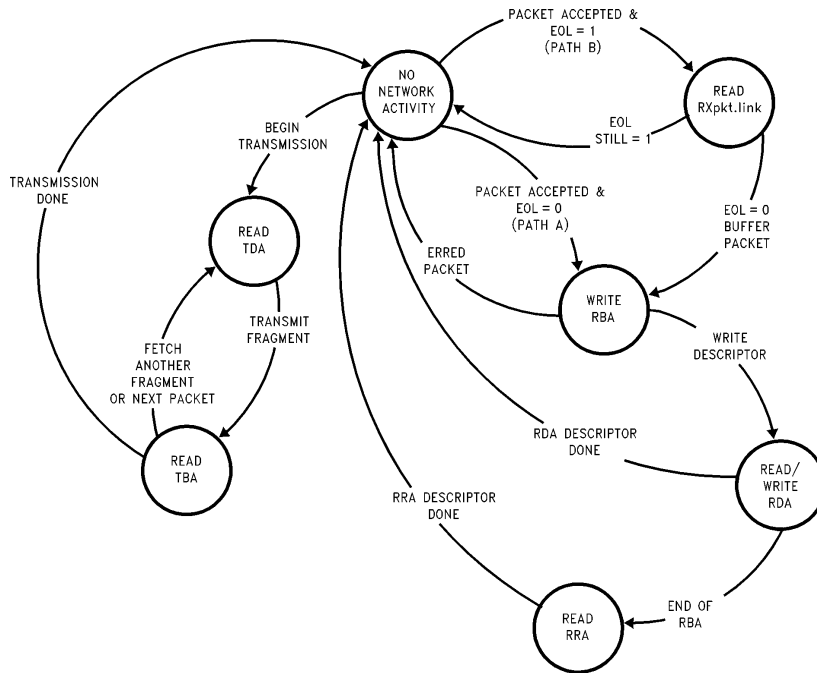 PACKET ACCEPTED &
EOL = 1
(PATH B)
NO
NETWORK
ACTIVITY
READ
RXpkt.link
EOL
STILL = 1
BEGIN
TRANSMISSION
TRANSMISSION
DONE
PACKET ACCEPTED &
EOL = 0
(PATH A)
EOL = 0
BUFFER
PACKET
READ
TDA
ERRED
PACKET
WRITE
RBA
TRANSMIT
FRAGMENT
WRITE
DESCRIPTOR
FETCH
ANOTHER
FRAGMENT
OR NEXT PACKET
RDA DESCRIPTOR
DONE
READ
TBA
READ/
WRITE
RDA
RRA DESCRIPTOR
DONE
END OF
RBA
READ
RRA